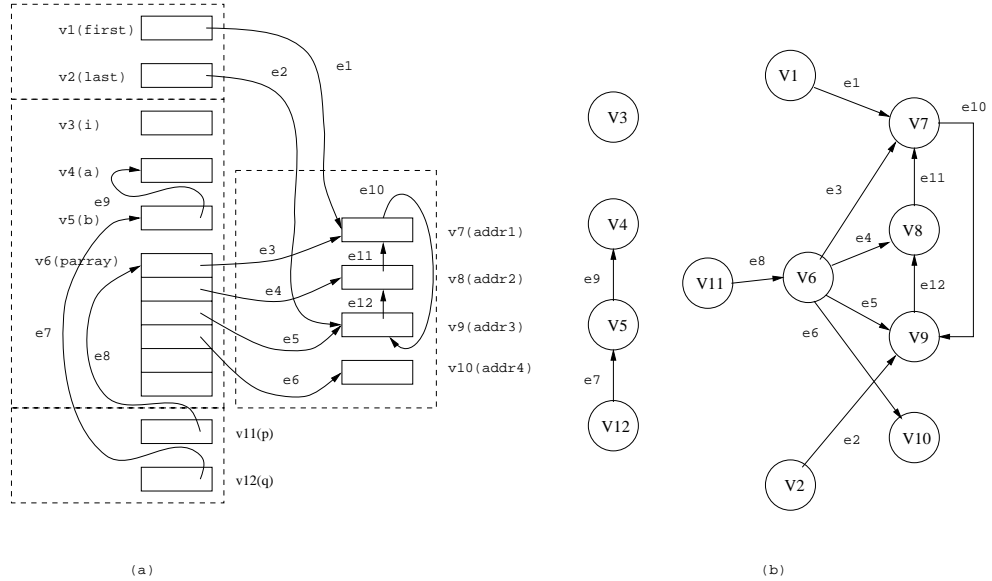 v1(first)
v2(last)
v3(i)
v4(a)
v5(b)
v6(parray)
v7(addr1)
v8(addr2)
v9(addr3)
v10(addr4)
v11(p)
v12(q)
e1
e2
e3
e4
e5
e6
e7
e8
e9
e10
e11
e12
(a)
V1
V3
V7
V4
V8
V11
V6
V5
V9
V12
V10
V2
e1
e10
e3
e11
e4
e8
e9
e5
e12
e6
e7
e2
(b)